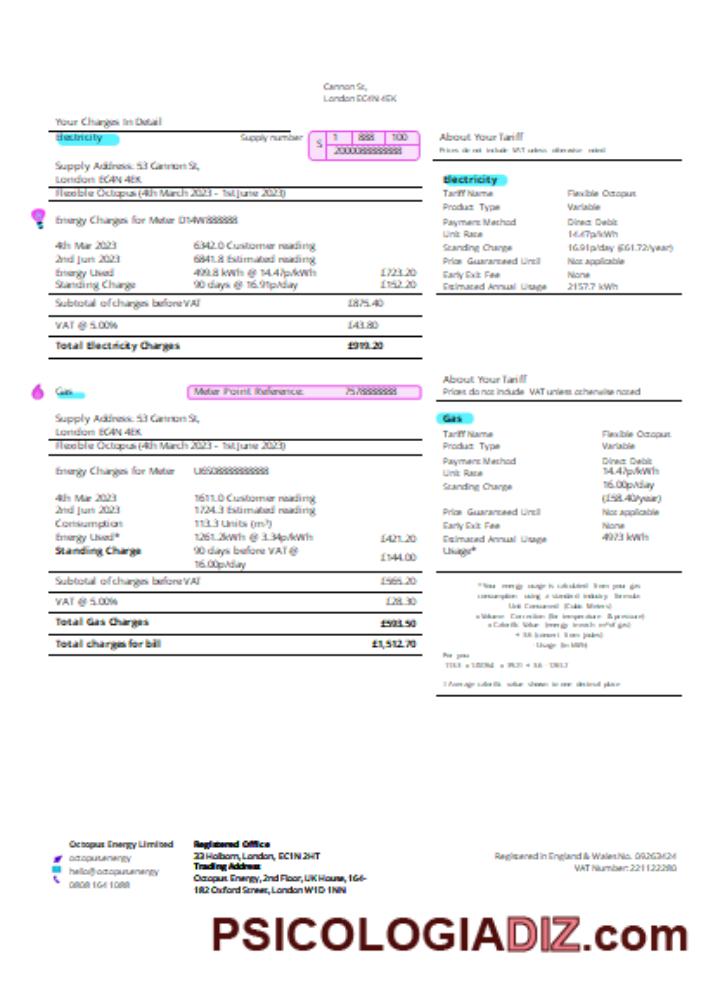 Cannon St,
London EC4N 4EK
Your Charges In Detail
Electricity
Supply number
S 1 888 100
2000088888888
Supply Address: 53 Cannon St,
London EC4N 4EK
Flexible Octopus (4th March 2023 - 1st June 2023)
Energy Charges for Meter D14W888888
4th Mar 2023 6342.0 Customer reading
2nd Jun 2023 6841.8 Estimated reading
Energy Used 499.8 kWh @ 14.47p/kWh £723.20
Standing Charge 90 days @ 16.91p/day £152.20
Subtotal of charges before VAT £875.40
VAT @ 5.00% £43.80
Total Electricity Charges £919.20
About Your Tariff
Prices do not include VAT unless otherwise noted
Electricity
Tariff Name Flexible Octopus
Product Type Variable
Payment Method Direct Debit
Unit Rate 14.47p/kWh
Standing Charge 16.91p/day (£61.72/year)
Price Guaranteed Until Not applicable
Early Exit Fee None
Estimated Annual Usage 2157.7 kWh
Gas
Meter Point Reference: 7578888888
Supply Address: 53 Cannon St,
London EC4N 4EK
Flexible Octopus (4th March 2023 - 1st June 2023)
Energy Charges for Meter
4th Mar 2023 1611.0 Customer reading
2nd Jun 2023 1724.3 Estimated reading
Consumption 113.3 Units (m³)
Energy Used* 1261.2kWh @ 3.34p/kWh £421.20
Standing Charge 90 days before VAT @ £144.00
16.00p/day
Subtotal of charges before VAT £565.20
VAT @ 5.00% £28.30
Total Gas Charges £593.50
Total charges for bill £1,512.70
About Your Tariff
Prices do not include VAT unless otherwise noted
Gas
Tariff Name Flexible Octopus
Product Type Variable
Payment Method Direct Debit
Unit Rate 14.47p/kWh
Standing Charge 16.00p/day
(£58.40/year)
Price Guaranteed Until Not applicable
Early Exit Fee None
Estimated Annual 4973 kWh
Usage*
*Your energy usage is calculated from you gas
consumption using a standard industry formula
Unit Consumed (Cubic Meters)
x Volume Correction (for temperature & pressure)
x Calorific Value (energy in each m³ of gas)
÷ 3.6 (convert from joules)
Usage (in kWh)
For you
Average calorific value shown to one decimal place
Octopus Energy Limited
octopus.energy
hello@octopus.energy
0808 164 1088
Registered Office
33 Holborn, London, EC1N 2HT
Trading Address
Octopus Energy, 2nd Floor, UK House, 164-
182 Oxford Street, London W1D 1NN
Registered in England & Wales No. 09263424
VAT Number: 221122280
PSICOLOGIADIZ.com